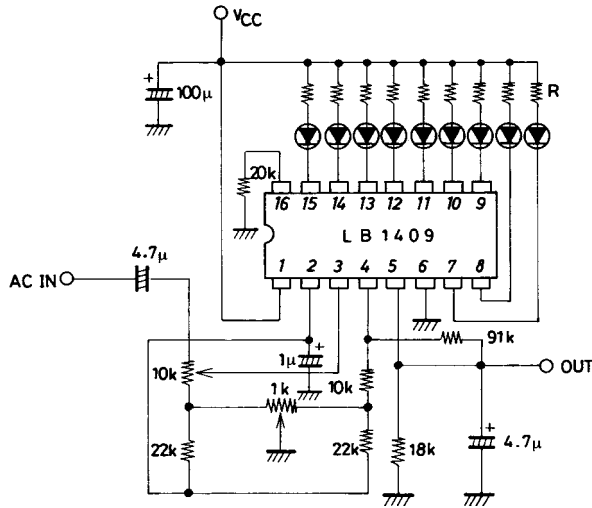 VCC
+
100μ
R
20k
16 15 14 13 12 11 10 9
LB1409
1 2 3 4 5 6 7 8
4.7μ
AC IN
91k
+
1μ
10k
1k
10k
OUT
+
22k
22k
18k
4.7μ